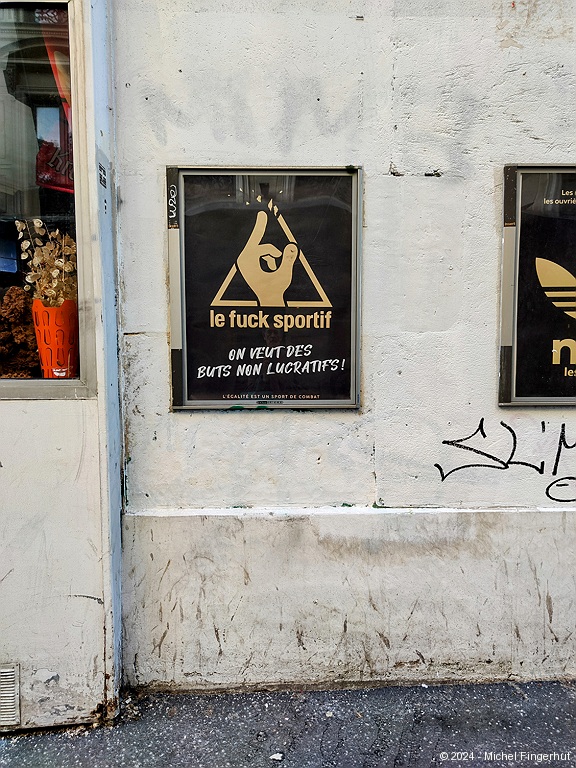 le fuck sportif
ON VEUT DES
BUTS NON LUCRATIFS!
L'ÉGALITÉ EST UN SPORT DE COMBAT
Les
les ouvriè
n
les
© 2024 - Michel Fingerhut